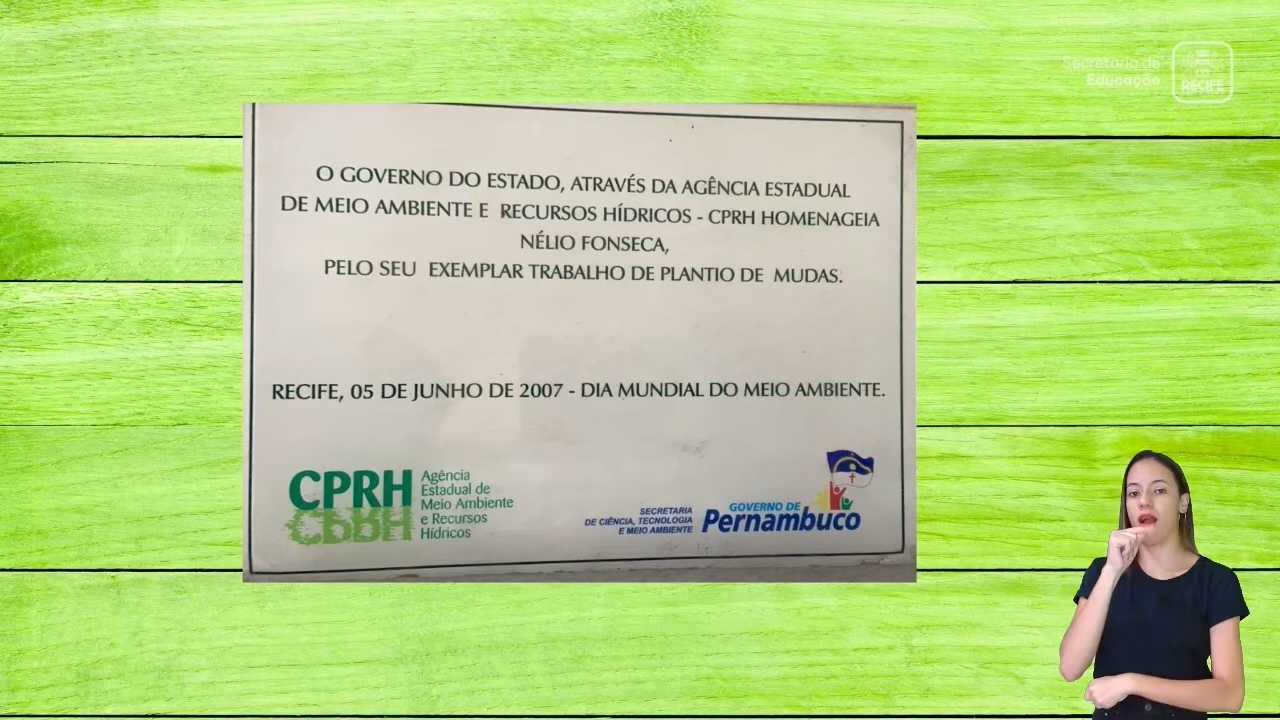 Secretaria de
Educação
RECIFE
O GOVERNO DO ESTADO, ATRAVÉS DA AGÊNCIA ESTADUAL
DE MEIO AMBIENTE E RECURSOS HÍDRICOS - CPRH HOMENAGEIA
NÉLIO FONSECA,
PELO SEU EXEMPLAR TRABALHO DE PLANTIO DE MUDAS.
RECIFE, 05 DE JUNHO DE 2007 - DIA MUNDIAL DO MEIO AMBIENTE.
CPRH
Agência
Estadual de
Meio Ambiente
e Recursos
Hídricos
SECRETARIA
DE CIÊNCIA, TECNOLOGIA
E MEIO AMBIENTE
GOVERNO DE
Pernambuco